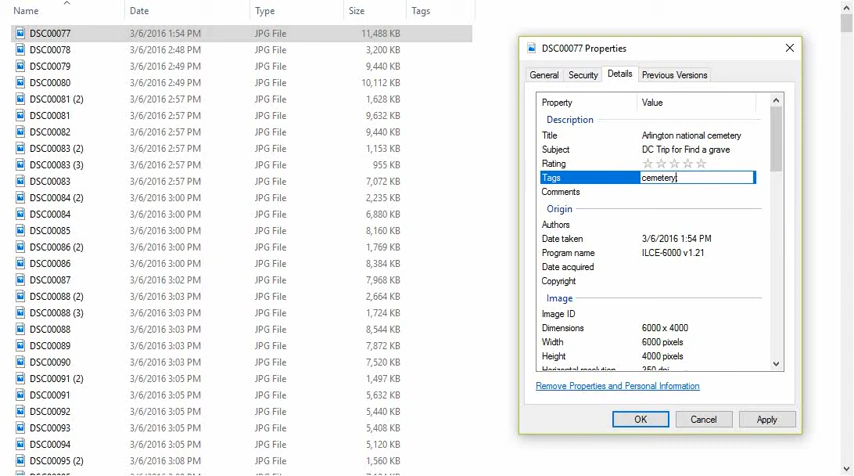 Name Date Type Size Tags
DSC00077 3/6/2016 1:54 PM JPG File 11,488 KB
DSC00078 3/6/2016 2:48 PM JPG File 3,200 KB
DSC00079 3/6/2016 2:49 PM JPG File 9,440 KB
DSC00080 3/6/2016 2:49 PM JPG File 10,112 KB
DSC00081 (2) 3/6/2016 2:57 PM JPG File 1,628 KB
DSC00081 3/6/2016 2:57 PM JPG File 9,632 KB
DSC00082 3/6/2016 2:57 PM JPG File 9,440 KB
DSC00083 (2) 3/6/2016 2:57 PM JPG File 1,153 KB
DSC00083 (3) 3/6/2016 2:57 PM JPG File 955 KB
DSC00083 3/6/2016 2:57 PM JPG File 7,072 KB
DSC00084 (2) 3/6/2016 3:00 PM JPG File 2,235 KB
DSC00084 3/6/2016 3:00 PM JPG File 6,880 KB
DSC00085 3/6/2016 3:00 PM JPG File 8,160 KB
DSC00086 (2) 3/6/2016 3:00 PM JPG File 1,769 KB
DSC00086 3/6/2016 3:00 PM JPG File 8,384 KB
DSC00087 3/6/2016 3:02 PM JPG File 7,968 KB
DSC00088 (2) 3/6/2016 3:03 PM JPG File 2,664 KB
DSC00088 (3) 3/6/2016 3:03 PM JPG File 1,724 KB
DSC00088 3/6/2016 3:03 PM JPG File 8,544 KB
DSC00089 3/6/2016 3:03 PM JPG File 7,872 KB
DSC00090 3/6/2016 3:03 PM JPG File 7,520 KB
DSC00091 (2) 3/6/2016 3:05 PM JPG File 1,497 KB
DSC00091 3/6/2016 3:05 PM JPG File 5,632 KB
DSC00092 3/6/2016 3:05 PM JPG File 4,640 KB
DSC00093 3/6/2016 3:05 PM JPG File 5,408 KB
DSC00094 3/6/2016 3:05 PM JPG File 5,120 KB
DSC00095 (2) 3/6/2016 3:08 PM JPG File 1,560 KB
DSC00077 Properties
General Security Details Previous Versions
Property Value
Description
Title Arlington national cemetery
Subject DC Trip for Find a grave
Rating
Tags cemetery;
Comments
Origin
Authors
Date taken 3/6/2016 1:54 PM
Program name ILCE-6000 v1.21
Date acquired
Copyright
Image
Image ID
Dimensions 6000 x 4000
Width 6000 pixels
Height 4000 pixels
Horizontal resolution 350 dpi
Remove Properties and Personal Information
OK Cancel Apply